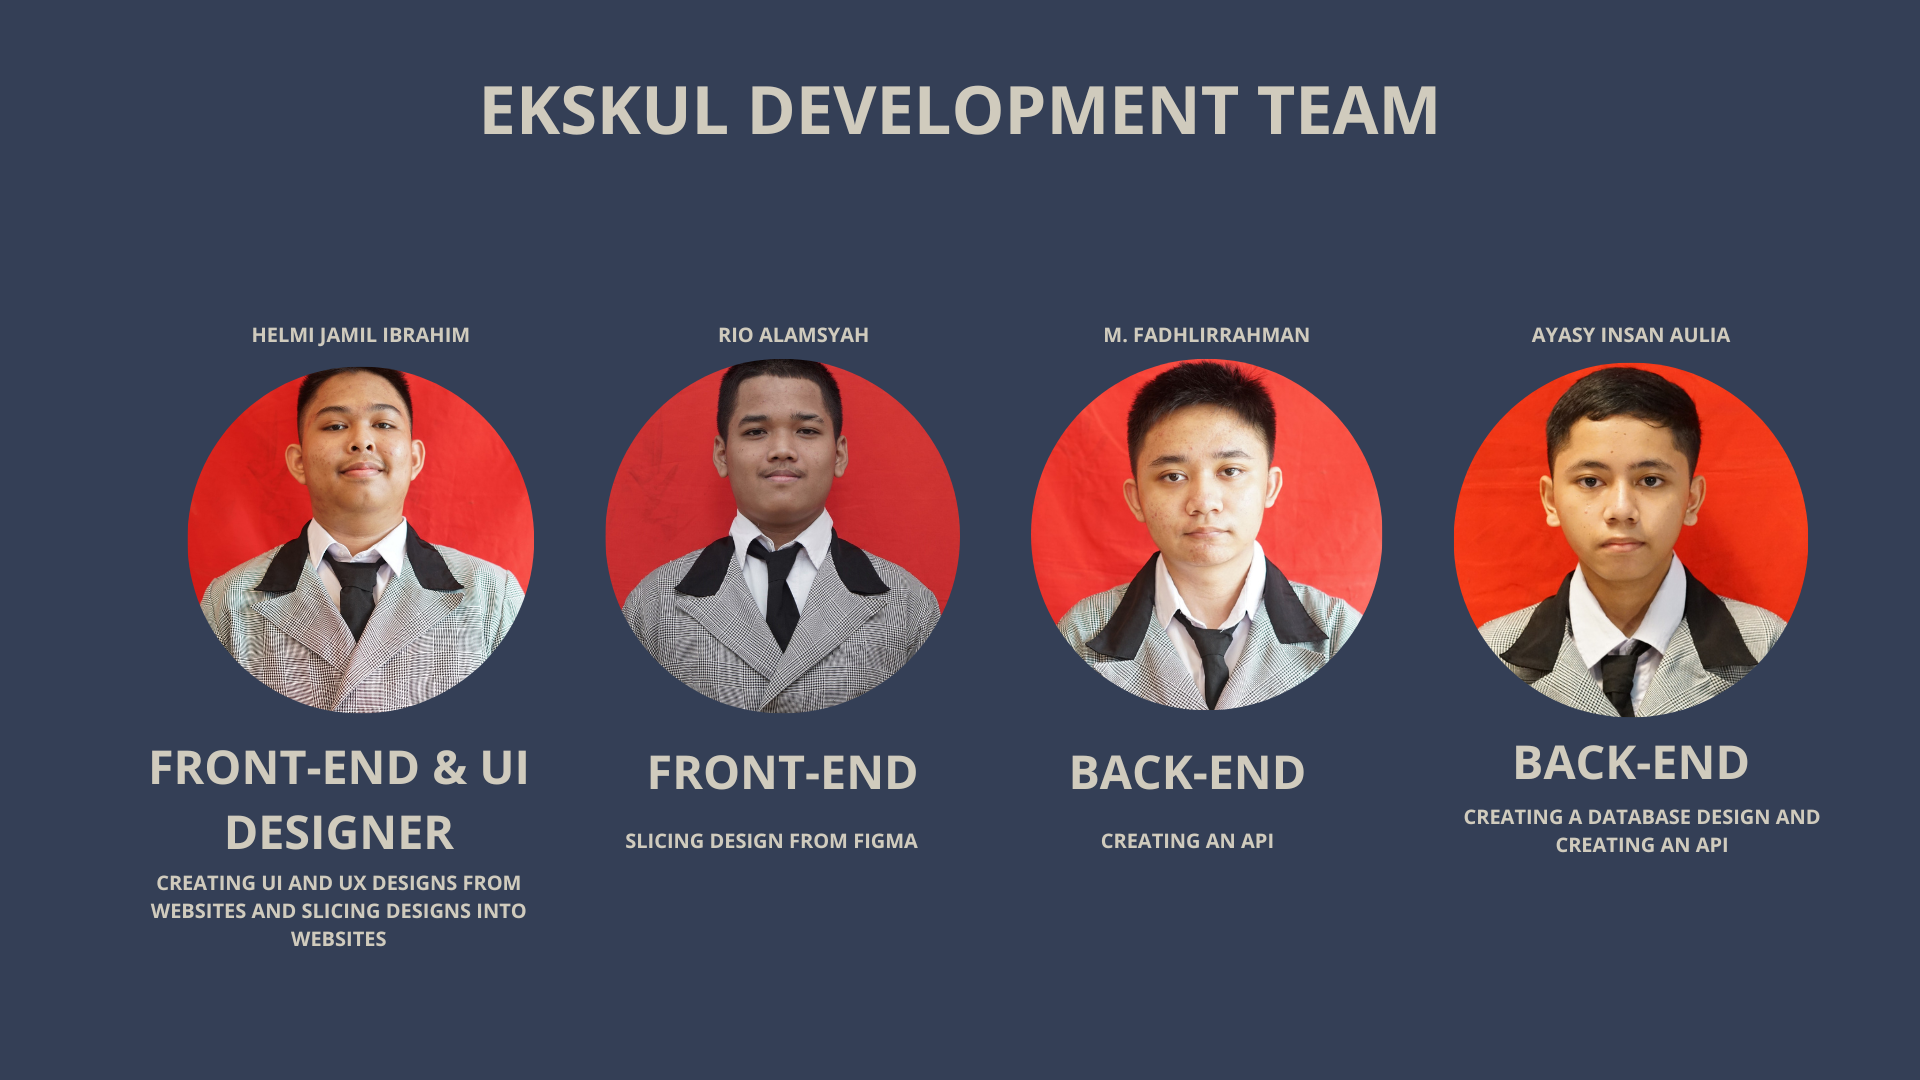 EKSKUL DEVELOPMENT TEAM
HELMI JAMIL IBRAHIM
FRONT-END & UI
DESIGNER
CREATING UI AND UX DESIGNS FROM
WEBSITES AND SLICING DESIGNS INTO
WEBSITES
RIO ALAMSYAH
FRONT-END
SLICING DESIGN FROM FIGMA
M. FADHLIRRAHMAN
BACK-END
CREATING AN API
AYASY INSAN AULIA
BACK-END
CREATING A DATABASE DESIGN AND
CREATING AN API